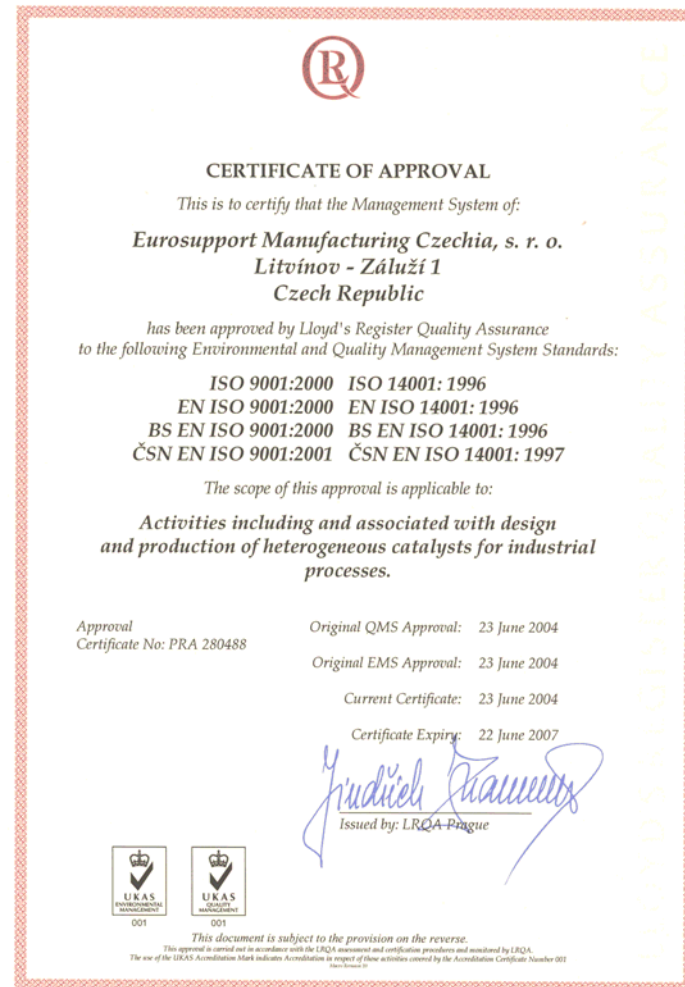 RQ
CERTIFICATE OF APPROVAL
This is to certify that the Management System of:
Eurosupport Manufacturing Czechia, s. r. o.
Litvínov - Záluží 1
Czech Republic
has been approved by Lloyd's Register Quality Assurance
to the following Environmental and Quality Management System Standards:
ISO 9001:2000 ISO 14001: 1996
EN ISO 9001:2000 EN ISO 14001: 1996
BS EN ISO 9001:2000 BS EN ISO 14001: 1996
ČSN EN ISO 9001:2001 ČSN EN ISO 14001: 1997
The scope of this approval is applicable to:
Activities including and associated with design
and production of heterogeneous catalysts for industrial
processes.
Approval
Certificate No: PRA 280488
Original QMS Approval: 23 June 2004
Original EMS Approval: 23 June 2004
Current Certificate: 23 June 2004
Certificate Expiry: 22 June 2007
Jindřich
Issued by: LRQA Prague
UKAS
ENVIRONMENTAL
MANAGEMENT
001
UKAS
QUALITY
MANAGEMENT
001
This document is subject to the provision on the reverse.
This approval is carried out in accordance with the LRQA assessment and certification procedures and monitored by LRQA.
The use of the UKAS Accreditation Mark indicates Accreditation in respect of those activities covered by the Accreditation Certificate Number 001
ASSURANCE